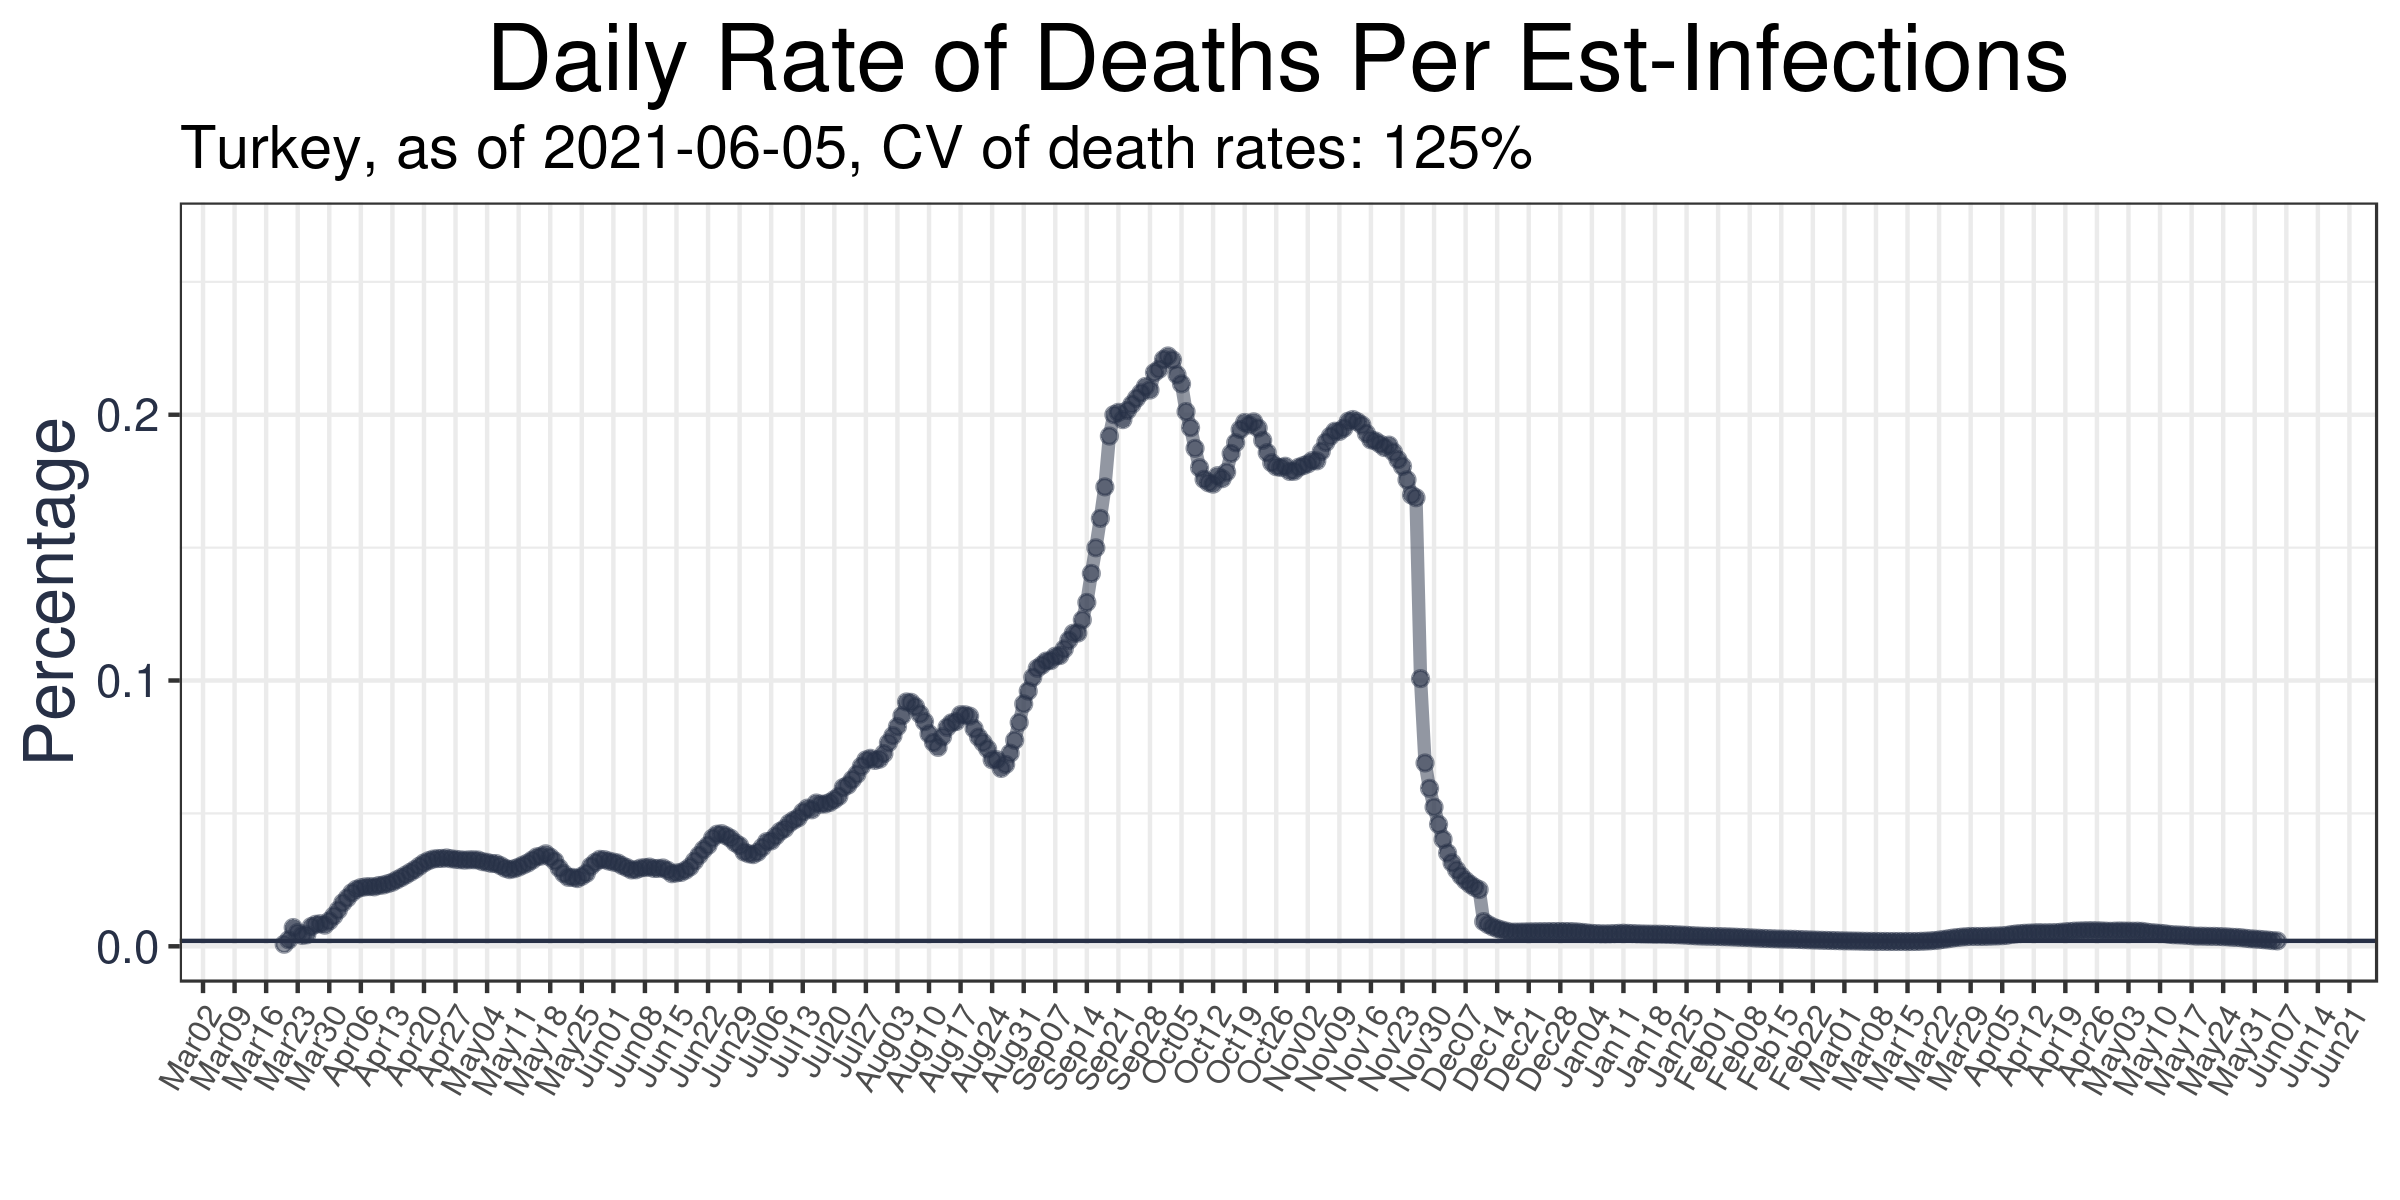 Daily Rate of Deaths Per Est-Infections
Turkey, as of 2021-06-05, CV of death rates: 125%
Percentage
0.2
0.1
0.0
Mar02
Mar09
Mar16
Mar23
Mar30
Apr06
Apr13
Apr20
Apr27
May04
May11
May18
May25
Jun01
Jun08
Jun15
Jun22
Jun29
Jul06
Jul13
Jul20
Jul27
Aug03
Aug10
Aug17
Aug24
Aug31
Sep07
Sep14
Sep21
Sep28
Oct05
Oct12
Oct19
Oct26
Nov02
Nov09
Nov16
Nov23
Nov30
Dec07
Dec14
Dec21
Dec28
Jan04
Jan11
Jan18
Jan25
Feb01
Feb08
Feb15
Feb22
Mar01
Mar08
Mar15
Mar22
Mar29
Apr05
Apr12
Apr19
Apr26
May03
May10
May17
May24
May31
Jun07
Jun14
Jun21